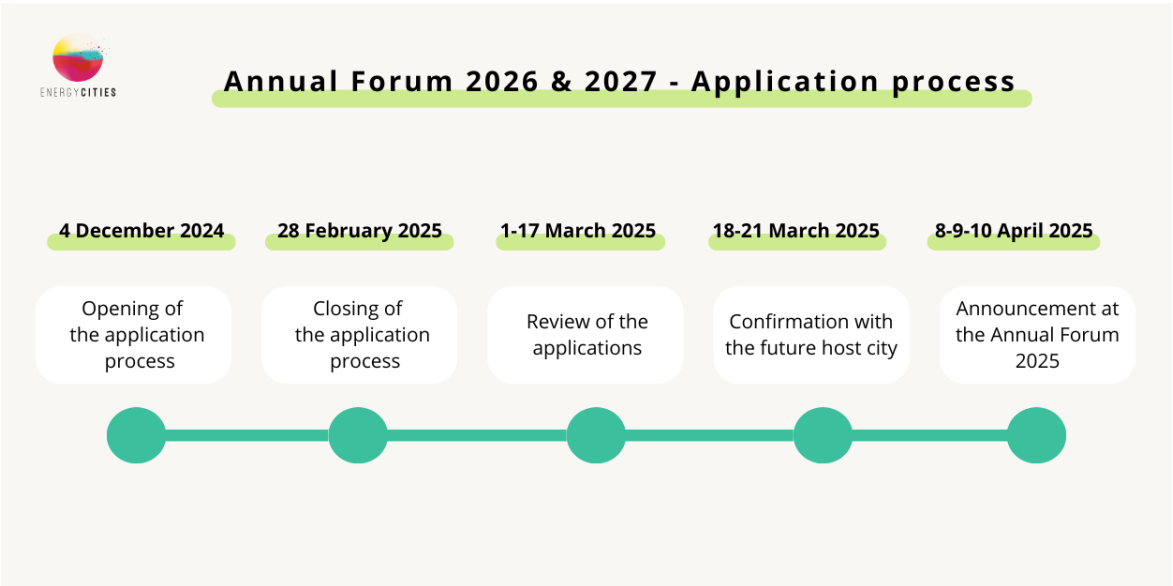 ENERGYCITIES
Annual Forum 2026 & 2027 - Application process
4 December 2024
28 February 2025
1-17 March 2025
18-21 March 2025
8-9-10 April 2025
Opening of
the application
process
Closing of
the application
process
Review of the
applications
Confirmation with
the future host city
Announcement at
the Annual Forum
2025